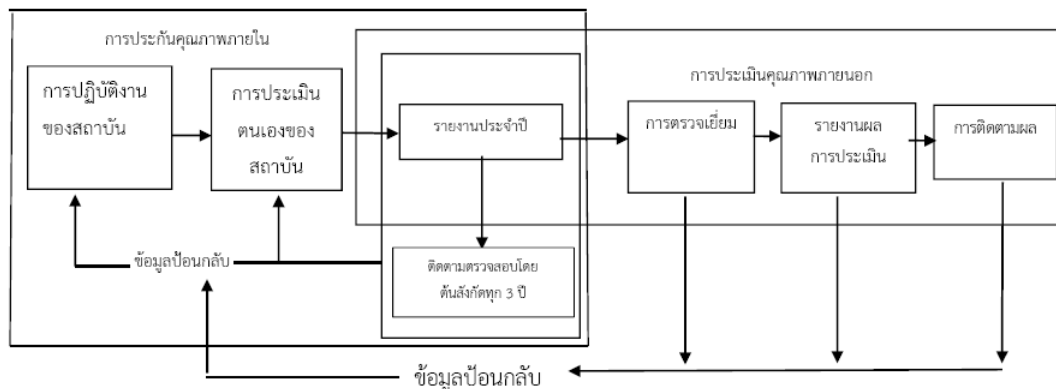 การประกันคุณภาพภายใน
การประเมินคุณภาพภายนอก
การปฏิบัติงาน
ของสถาบัน
การประเมิน
ตนเองของ
สถาบัน
รายงานประจำปี
การตรวจเยี่ยม
รายงานผล
การประเมิน
การติดตามผล
ข้อมูลป้อนกลับ
ติดตามตรวจสอบโดย
ต้นสังกัดทุก 3 ปี
ข้อมูลป้อนกลับ